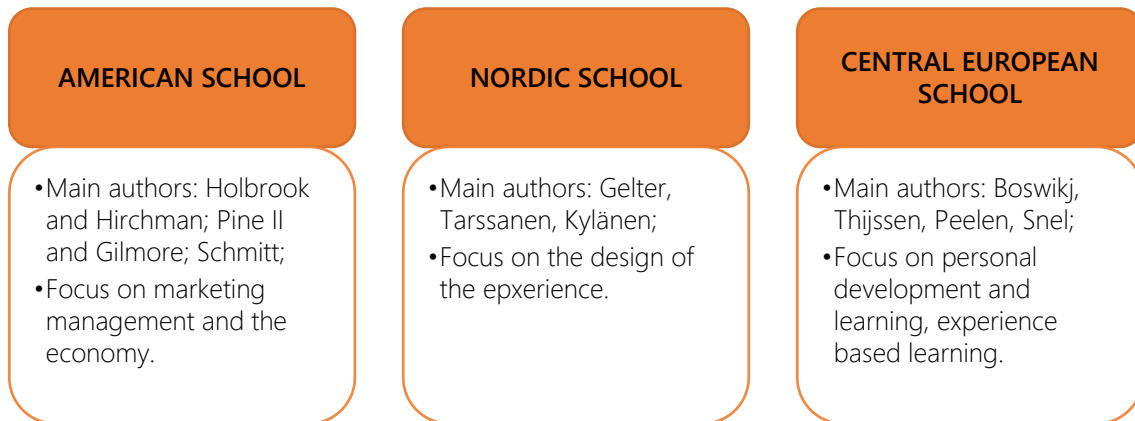 AMERICAN SCHOOL
•Main authors: Holbrook
and Hirchman; Pine II
and Gilmore; Schmitt;
•Focus on marketing
management and the
economy.
NORDIC SCHOOL
•Main authors: Gelter,
Tarssanen, Kylänen;
•Focus on the design of
the epxerience.
CENTRAL EUROPEAN
SCHOOL
•Main authors: Boswikj,
Thijssen, Peelen, Snel;
•Focus on personal
development and
learning, experience
based learning.